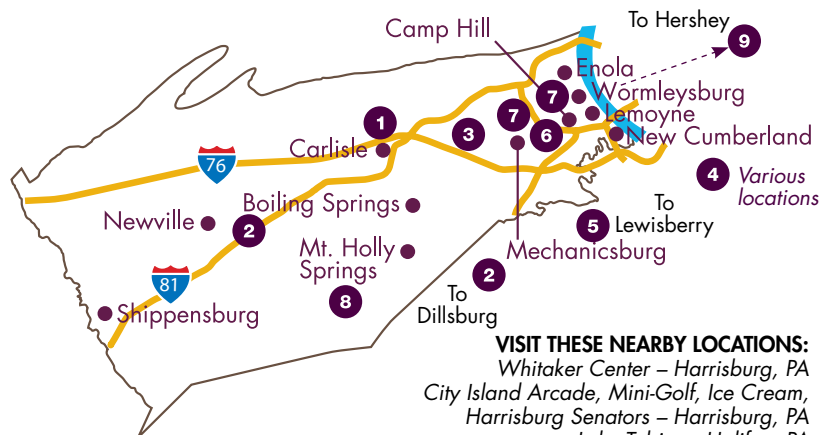 To Hershey
9
Camp Hill
Enola
7
Wormleysburg
Lemoyne
1
3
7
6
New Cumberland
Carlisle
76
4
Various
locations
Boiling Springs
To
Lewisberry
5
Newville
2
Mt. Holly
Springs
Mechanicsburg
2
81
8
To
Dillsburg
Shippensburg
VISIT THESE NEARBY LOCATIONS:
Whitaker Center – Harrisburg, PA
City Island Arcade, Mini-Golf, Ice Cream,
Harrisburg Senators – Harrisburg, PA